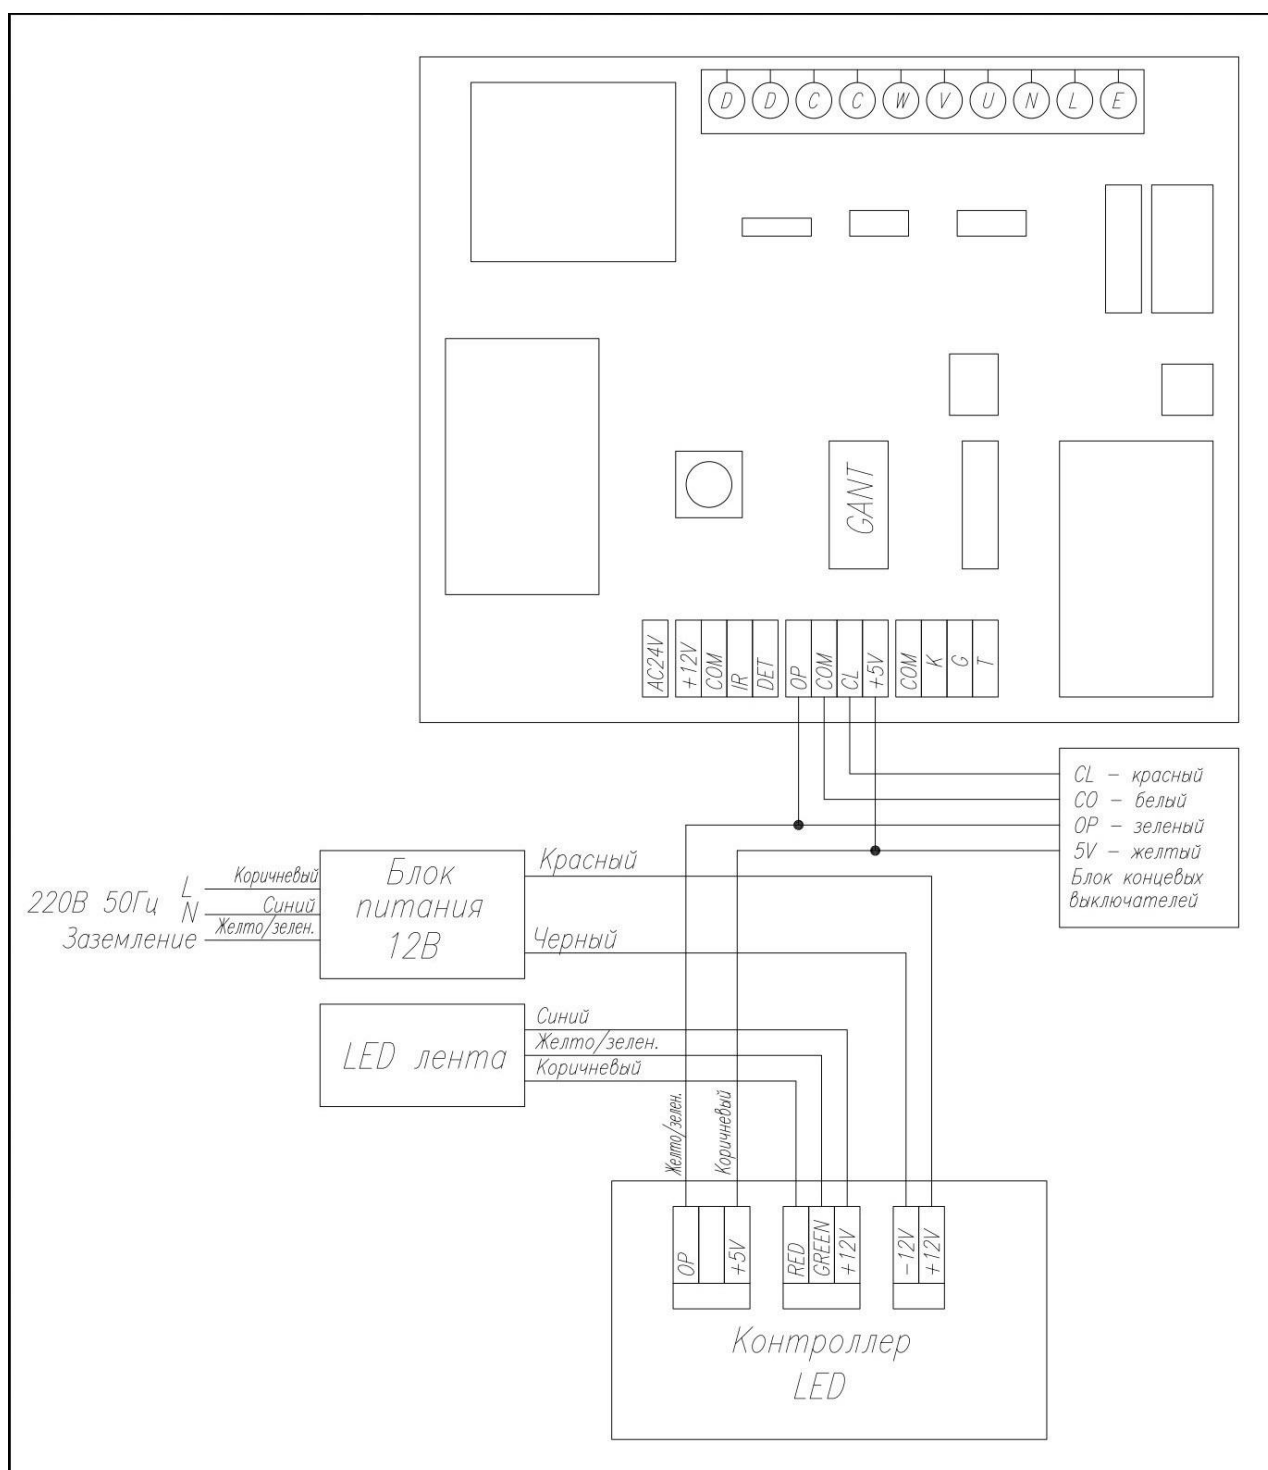 D D C C W V U N L E
GANT
AC24V +12V COM IR DET OP COM CL +5V COM K G T
CL - красный
CO - белый
OP - зеленый
5V - желтый
Блок концевых
выключателей
220В 50Гц
L
N
Заземление
Коричневый
Синий
Желто/зелен.
Блок
питания
12В
Красный
Черный
LED лента
Синий
Желто/зелен.
Коричневый
Желто/зелен.
Коричневый
OP +5V RED GREEN +12V -12V +12V
Контроллер
LED